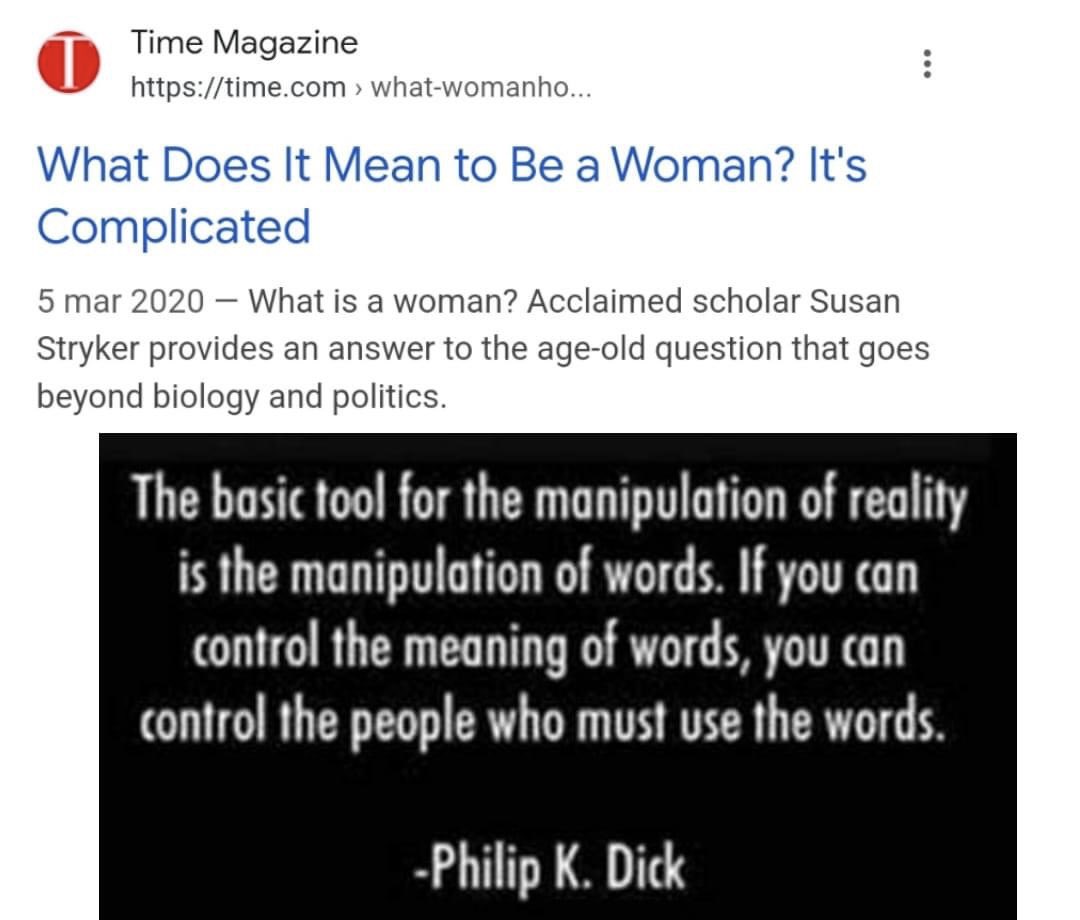 Time Magazine
https://time.com › what-womanho...
What Does It Mean to Be a Woman? It's
Complicated
5 mar 2020 — What is a woman? Acclaimed scholar Susan
Stryker provides an answer to the age-old question that goes
beyond biology and politics.
The basic tool for the manipulation of reality
is the manipulation of words. If you can
control the meaning of words, you can
control the people who must use the words.
-Philip K. Dick